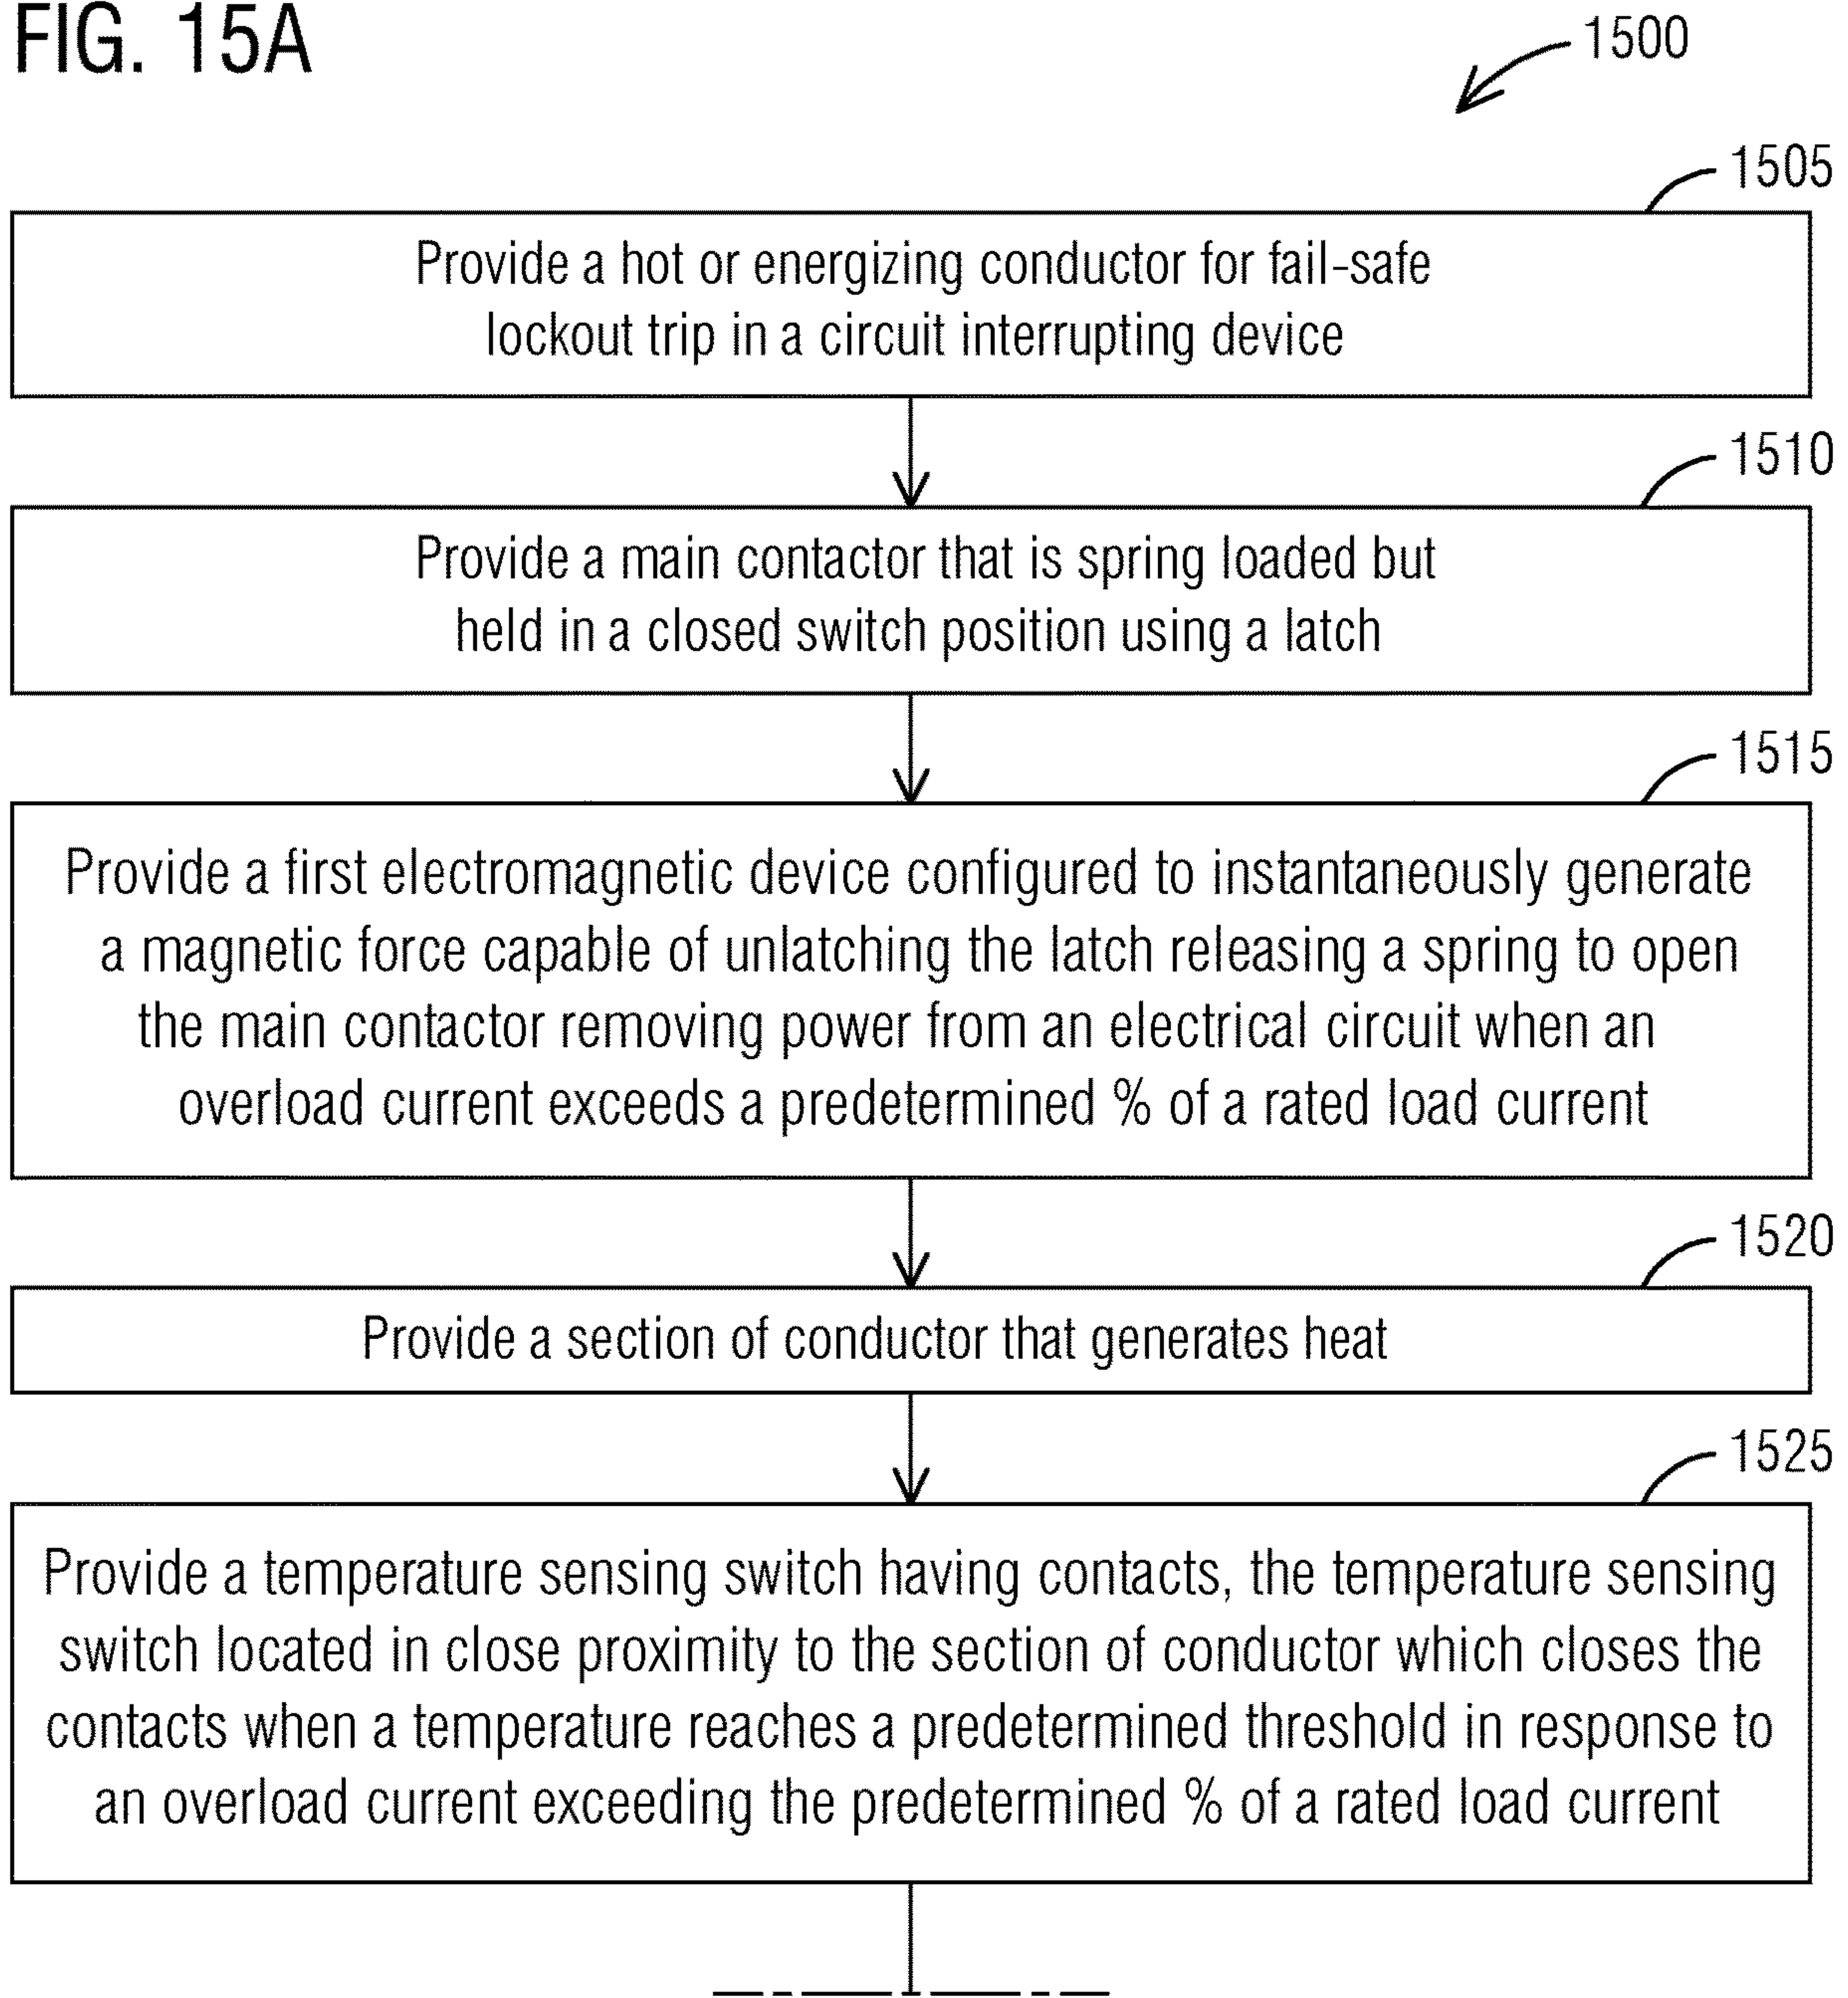 FIG. 15A
1500
1505
Provide a hot or energizing conductor for fail-safe
lockout trip in a circuit interrupting device
1510
Provide a main contactor that is spring loaded but
held in a closed switch position using a latch
1515
Provide a first electromagnetic device configured to instantaneously generate
a magnetic force capable of unlatching the latch releasing a spring to open
the main contactor removing power from an electrical circuit when an
overload current exceeds a predetermined % of a rated load current
1520
Provide a section of conductor that generates heat
1525
Provide a temperature sensing switch having contacts, the temperature sensing
switch located in close proximity to the section of conductor which closes the
contacts when a temperature reaches a predetermined threshold in response to
an overload current exceeding the predetermined % of a rated load current